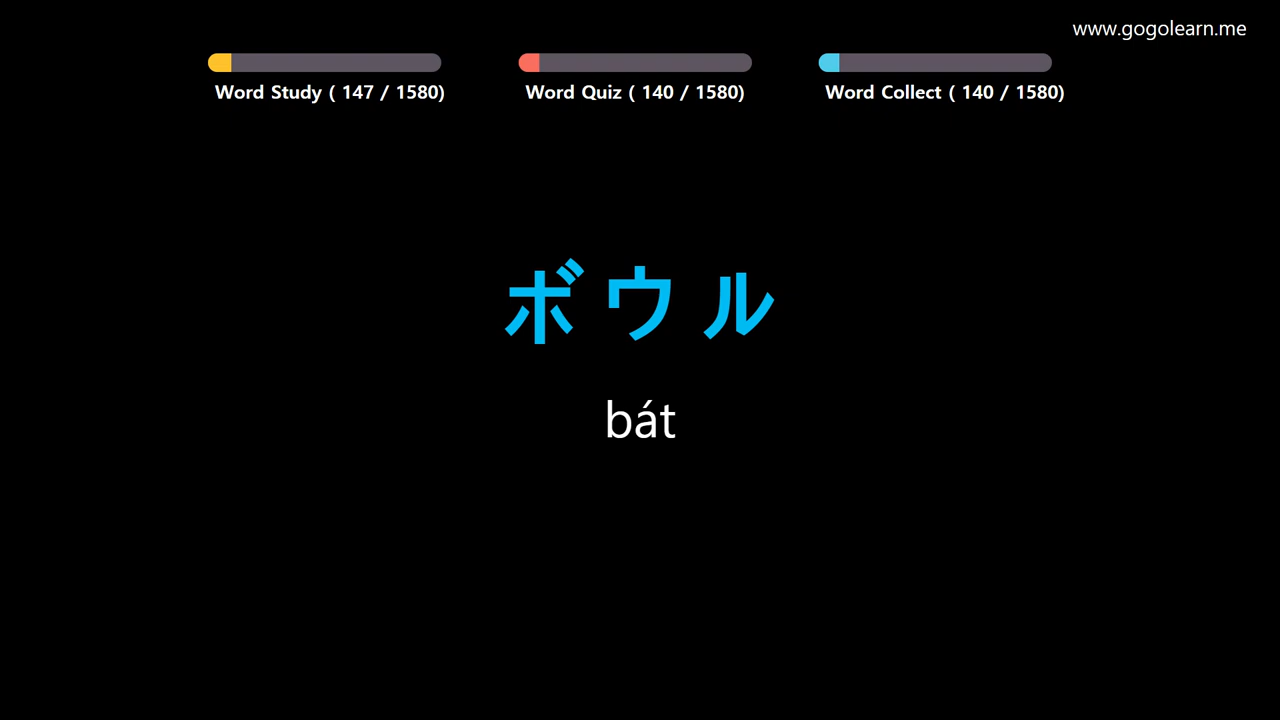 www.gogolearn.me
Word Study ( 147 / 1580)
Word Quiz ( 140 / 1580)
Word Collect ( 140 / 1580)
ボウル
bát